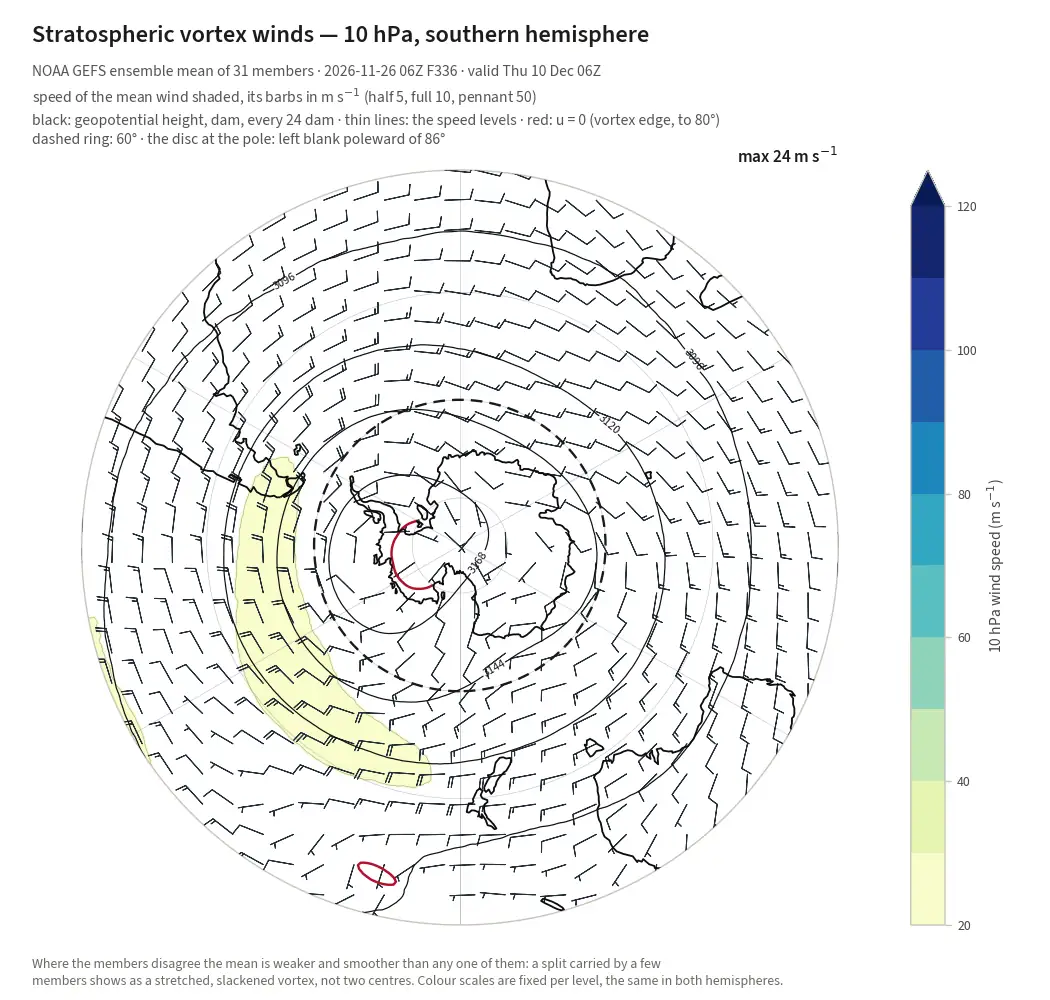 Stratospheric vortex winds — 10 hPa, southern hemisphere
NOAA GEFS ensemble mean of 31 members · 2026-11-26 06Z F336 · valid Thu 10 Dec 06Z
speed of the mean wind shaded, its barbs in m s⁻¹ (half 5, full 10, pennant 50)
black: geopotential height, dam, every 24 dam · thin lines: the speed levels · red: u = 0 (vortex edge, to 80°)
dashed ring: 60° · the disc at the pole: left blank poleward of 86°
max 24 m s⁻¹
120
100
80
60
40
20
10 hPa wind speed (m s⁻¹)
3096
3096
3120
3168
3144
Where the members disagree the mean is weaker and smoother than any one of them: a split carried by a few
members shows as a stretched, slackened vortex, not two centres. Colour scales are fixed per level, the same in both hemispheres.